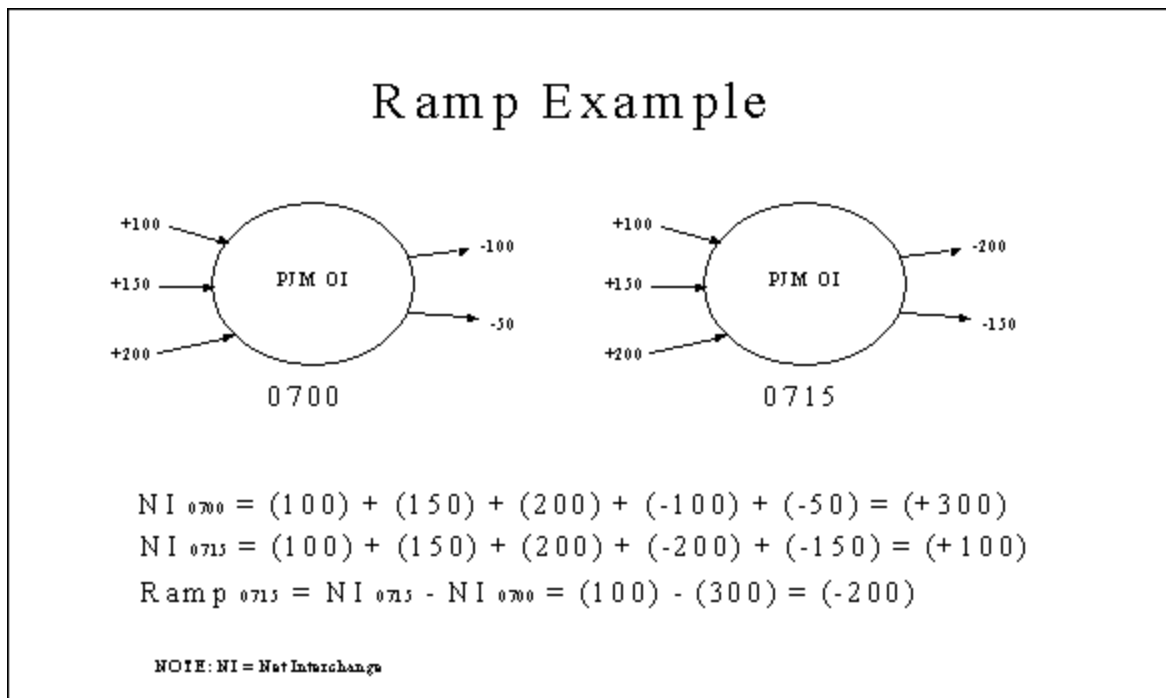 Ramp Example
+100
+150
+200
PJM OI
-100
-50
0700
+100
+150
+200
PJM OI
-200
-150
0715
NI 0700 = (100) + (150) + (200) + (-100) + (-50) = (+300)
NI 0715 = (100) + (150) + (200) + (-200) + (-150) = (+100)
Ramp 0715 = NI 0715 - NI 0700 = (100) - (300) = (-200)
NOTE: NI = Net Interchange